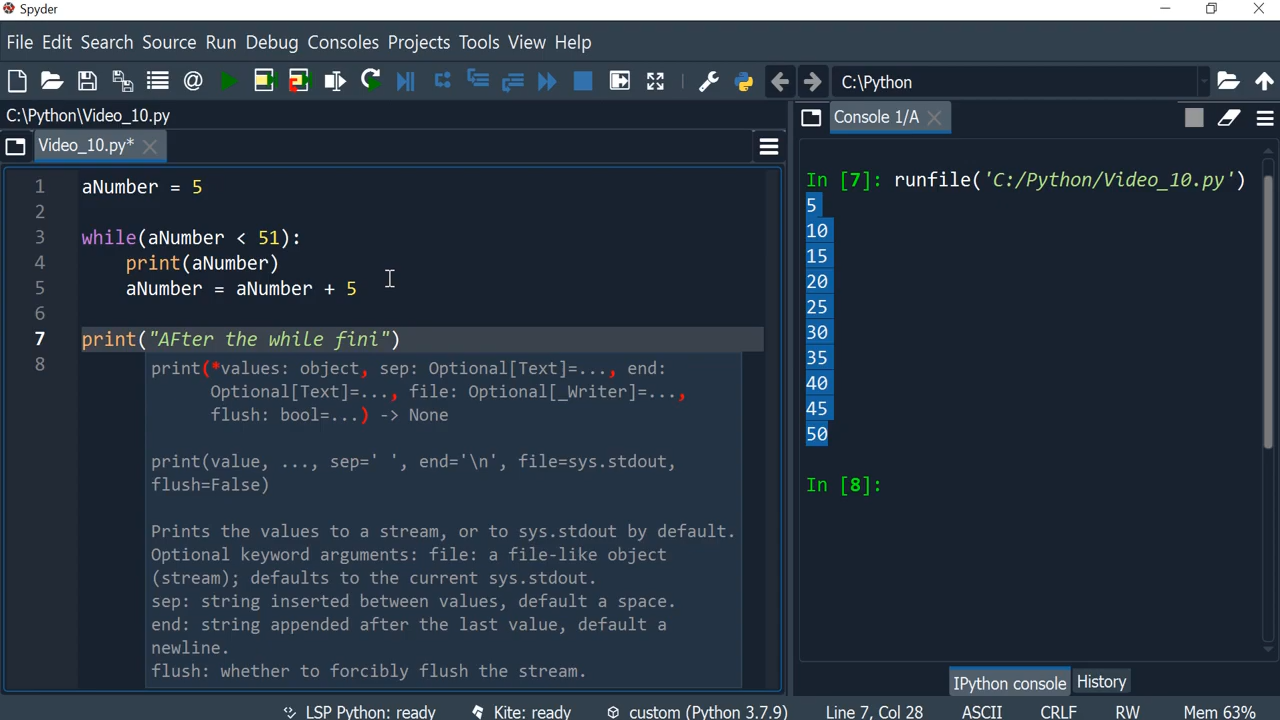 Spyder
File Edit Search Source Run Debug Consoles Projects Tools View Help
C:\Python
C:\Python\Video_10.py
Console 1/A
Video_10.py*
1 aNumber = 5
2
3 while(aNumber < 51):
4 print(aNumber)
5 aNumber = aNumber + 5
6
7 print("AFter the while fini")
8
print(*values: object, sep: Optional[Text]=..., end:
Optional[Text]=..., file: Optional[_Writer]=...,
flush: bool=...) -> None
print(value, ..., sep=' ', end='\n', file=sys.stdout,
flush=False)
Prints the values to a stream, or to sys.stdout by default.
Optional keyword arguments: file: a file-like object
(stream); defaults to the current sys.stdout.
sep: string inserted between values, default a space.
end: string appended after the last value, default a
newline.
flush: whether to forcibly flush the stream.
In [7]: runfile('C:/Python/Video_10.py')
5
10
15
20
25
30
35
40
45
50
In [8]:
IPython console History
LSP Python: ready Kite: ready custom (Python 3.7.9) Line 7, Col 28 ASCII CRLF RW Mem 63%